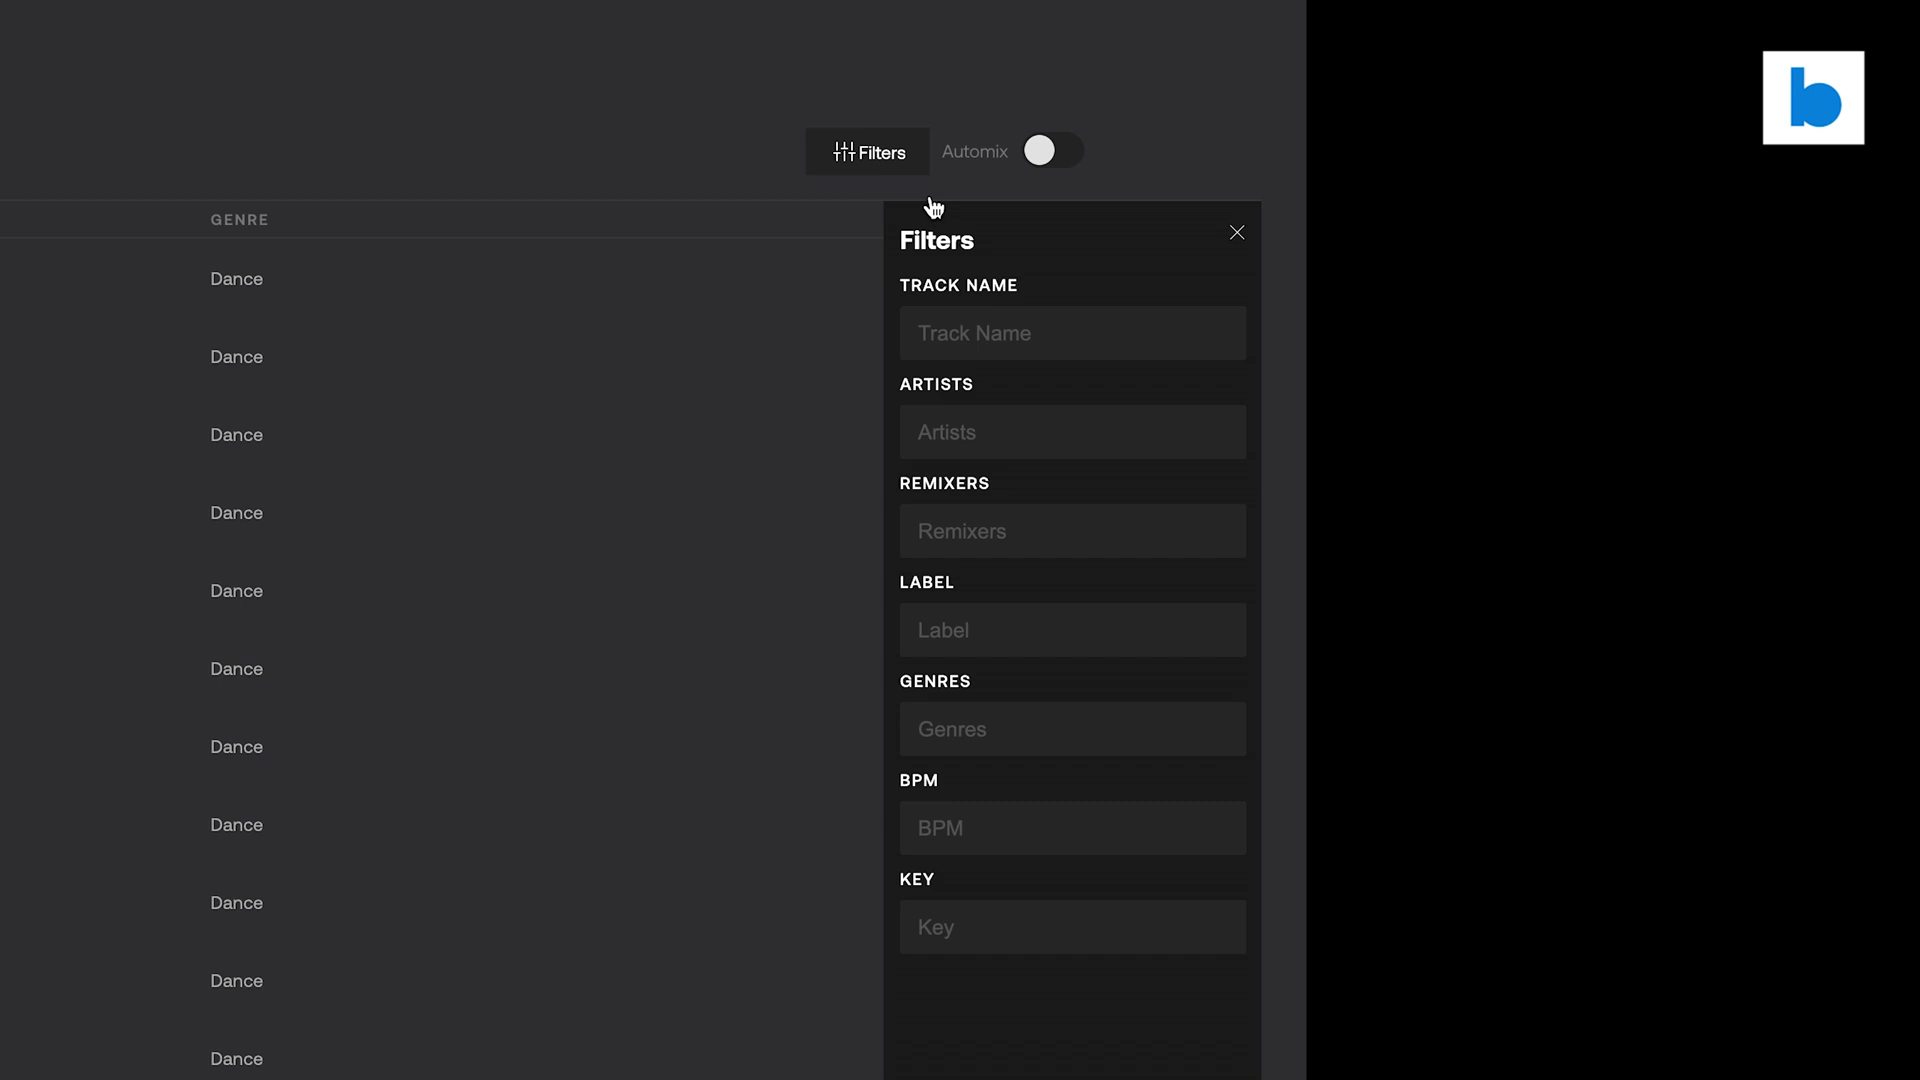 b
Filters
Automix
GENRE
Dance
Dance
Dance
Dance
Dance
Dance
Dance
Dance
Dance
Dance
Dance
Filters
TRACK NAME
Track Name
ARTISTS
Artists
REMIXERS
Remixers
LABEL
Label
GENRES
Genres
BPM
BPM
KEY
Key